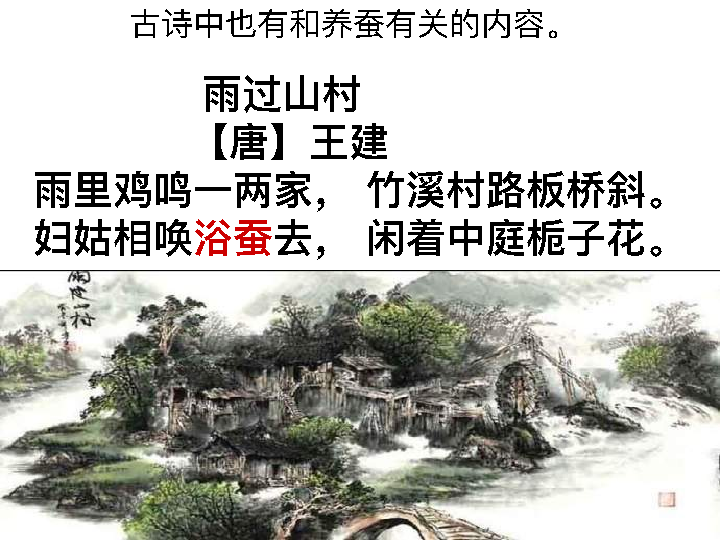 古诗中也有和养蚕有关的内容。
雨过山村
【唐】王建
雨里鸡鸣一两家， 竹溪村路板桥斜。
妇姑相唤浴蚕去， 闲着中庭栀子花。
雨过山村